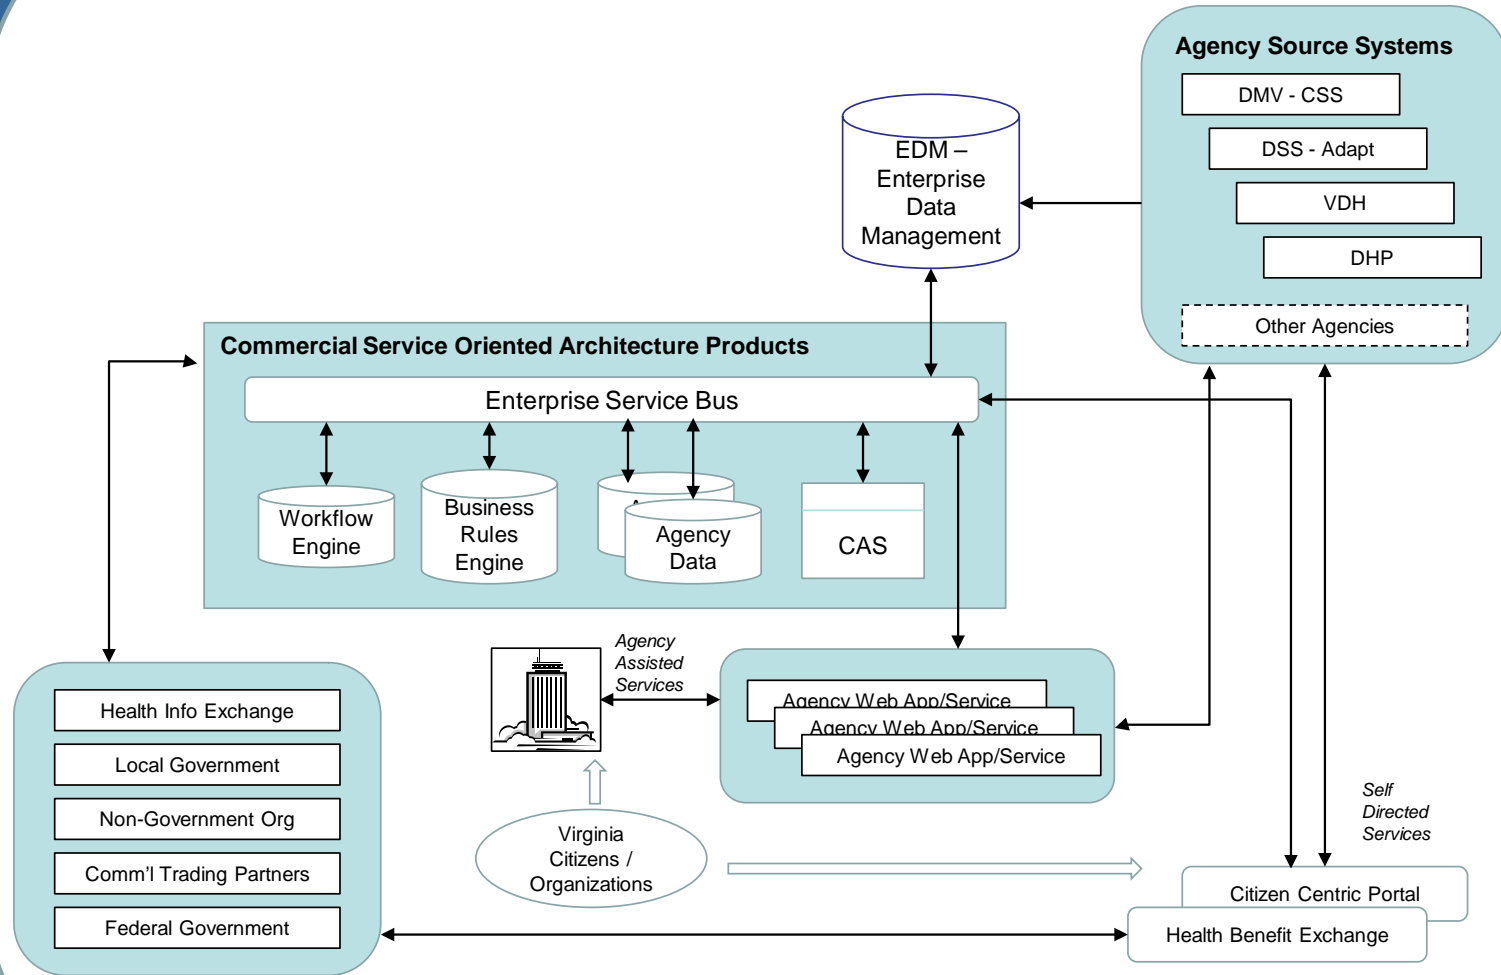 Agency Source Systems
DMV - CSS
DSS - Adapt
VDH
DHP
Other Agencies
EDM –
Enterprise
Data
Management
Commercial Service Oriented Architecture Products
Enterprise Service Bus
Workflow
Engine
Business
Rules
Engine
Agency
Data
CAS
Agency
Assisted
Services
Agency Web App/Service
Agency Web App/Service
Agency Web App/Service
Health Info Exchange
Local Government
Non-Government Org
Comm'l Trading Partners
Federal Government
Virginia
Citizens /
Organizations
Self
Directed
Services
Citizen Centric Portal
Health Benefit Exchange